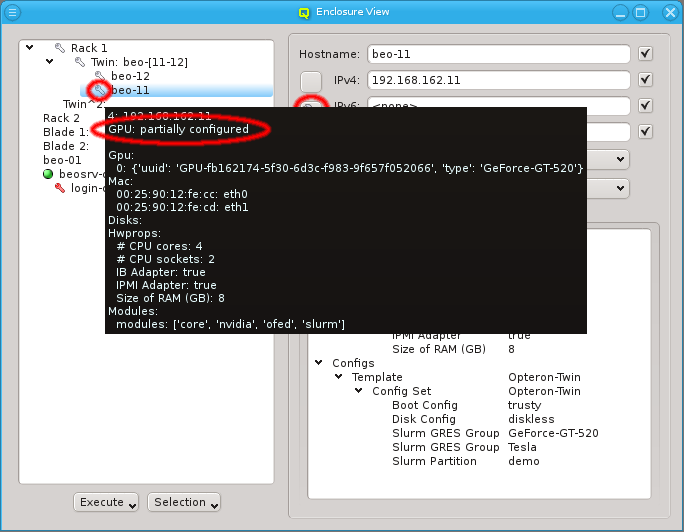 Enclosure View
Rack 1
Twin: beo-[11-12]
beo-12
beo-11
Twin^2:
Rack 2
Blade 1:
Blade 2:
beo-01
beosrv-
login-
Hostname: beo-11
IPv4: 192.168.162.11
IPv6: <none>
4: 192.168.162.11
GPU: partially configured
Gpu:
0: {'uuid': 'GPU-fb162174-5f30-6d3c-f983-9f657f052066', 'type': 'GeForce-GT-520'}
Mac:
00:25:90:12:fe:cc: eth0
00:25:90:12:fe:cd: eth1
Disks:
Hwprops:
# CPU cores: 4
# CPU sockets: 2
IB Adapter: true
IPMI Adapter: true
Size of RAM (GB): 8
Modules:
modules: ['core', 'nvidia', 'ofed', 'slurm']
IPMI Adapter true
Size of RAM (GB) 8
Configs
Template Opteron-Twin
Config Set Opteron-Twin
Boot Config trusty
Disk Config diskless
Slurm GRES Group GeForce-GT-520
Slurm GRES Group Tesla
Slurm Partition demo
Execute
Selection